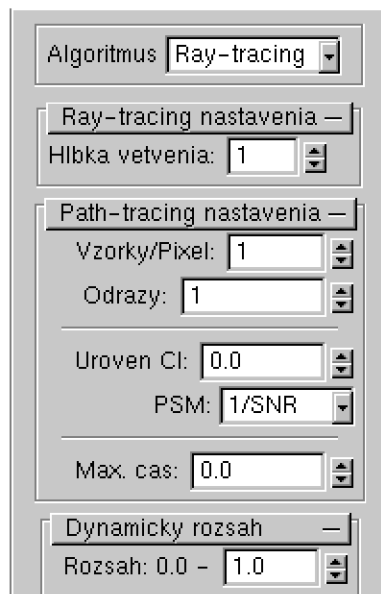 Algoritmus Ray-tracing
Ray-tracing nastavenia —
Hlbka vetvenia: 1
Path-tracing nastavenia —
Vzorky/Pixel: 1
Odrazy: 1
Uroven CI: 0.0
PSM: 1/SNR
Max. cas: 0.0
Dynamicky rozsah —
Rozsah: 0.0 - 1.0